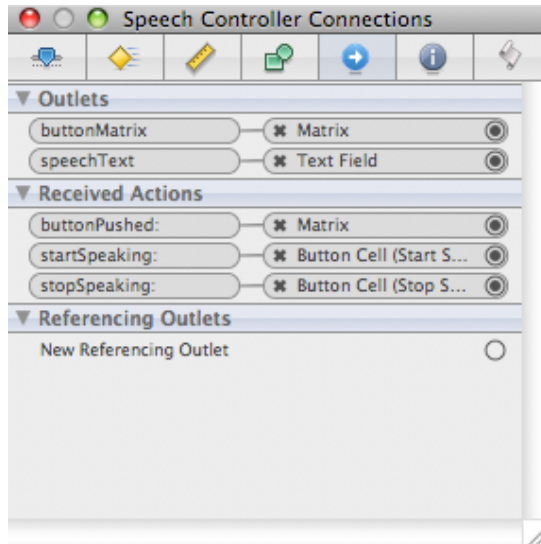 Speech Controller Connections
Outlets
buttonMatrix Matrix
speechText Text Field
Received Actions
buttonPushed: Matrix
startSpeaking: Button Cell (Start S...
stopSpeaking: Button Cell (Stop S...
Referencing Outlets
New Referencing Outlet